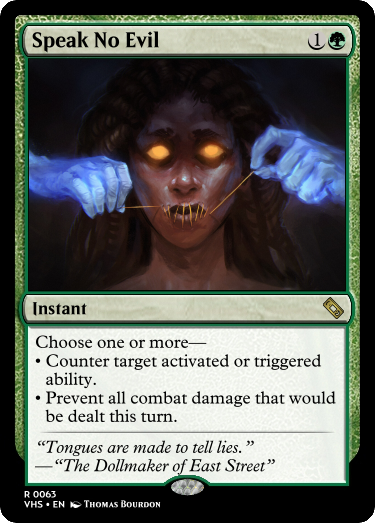 Speak No Evil 1
Instant
Choose one or more—
• Counter target activated or triggered
ability.
• Prevent all combat damage that would
be dealt this turn.
“Tongues are made to tell lies.”
—“The Dollmaker of East Street”
R 0063
VHS • EN Thomas Bourdon